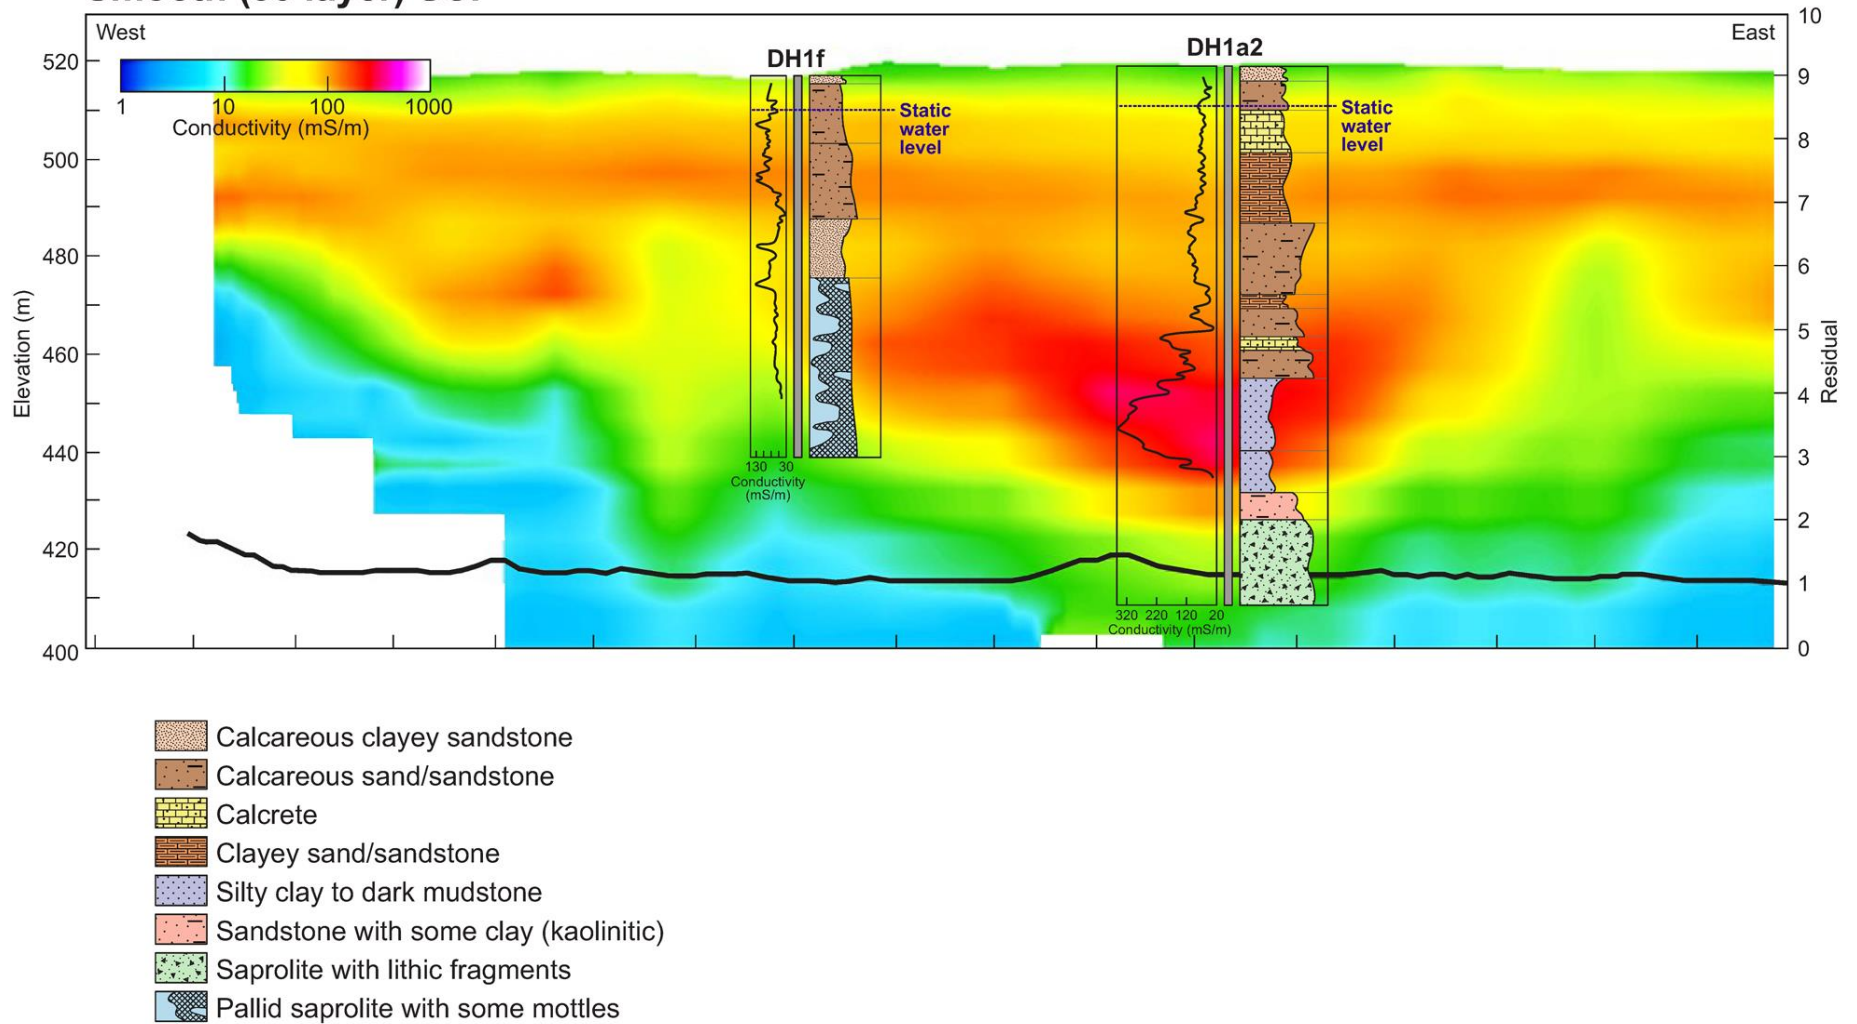 West
East
DH1f
DH1a2
10
520
9
1 10 100 1000
Conductivity (mS/m)
Static
water
level
Static
water
level
8
500
7
480
6
Elevation (m)
Residual
5
460
4
440
3
130 30
Conductivity
(mS/m)
2
420
1
320 220 120 20
Conductivity (mS/m)
400
0
Calcareous clayey sandstone
Calcareous sand/sandstone
Calcrete
Clayey sand/sandstone
Silty clay to dark mudstone
Sandstone with some clay (kaolinitic)
Saprolite with lithic fragments
Pallid saprolite with some mottles